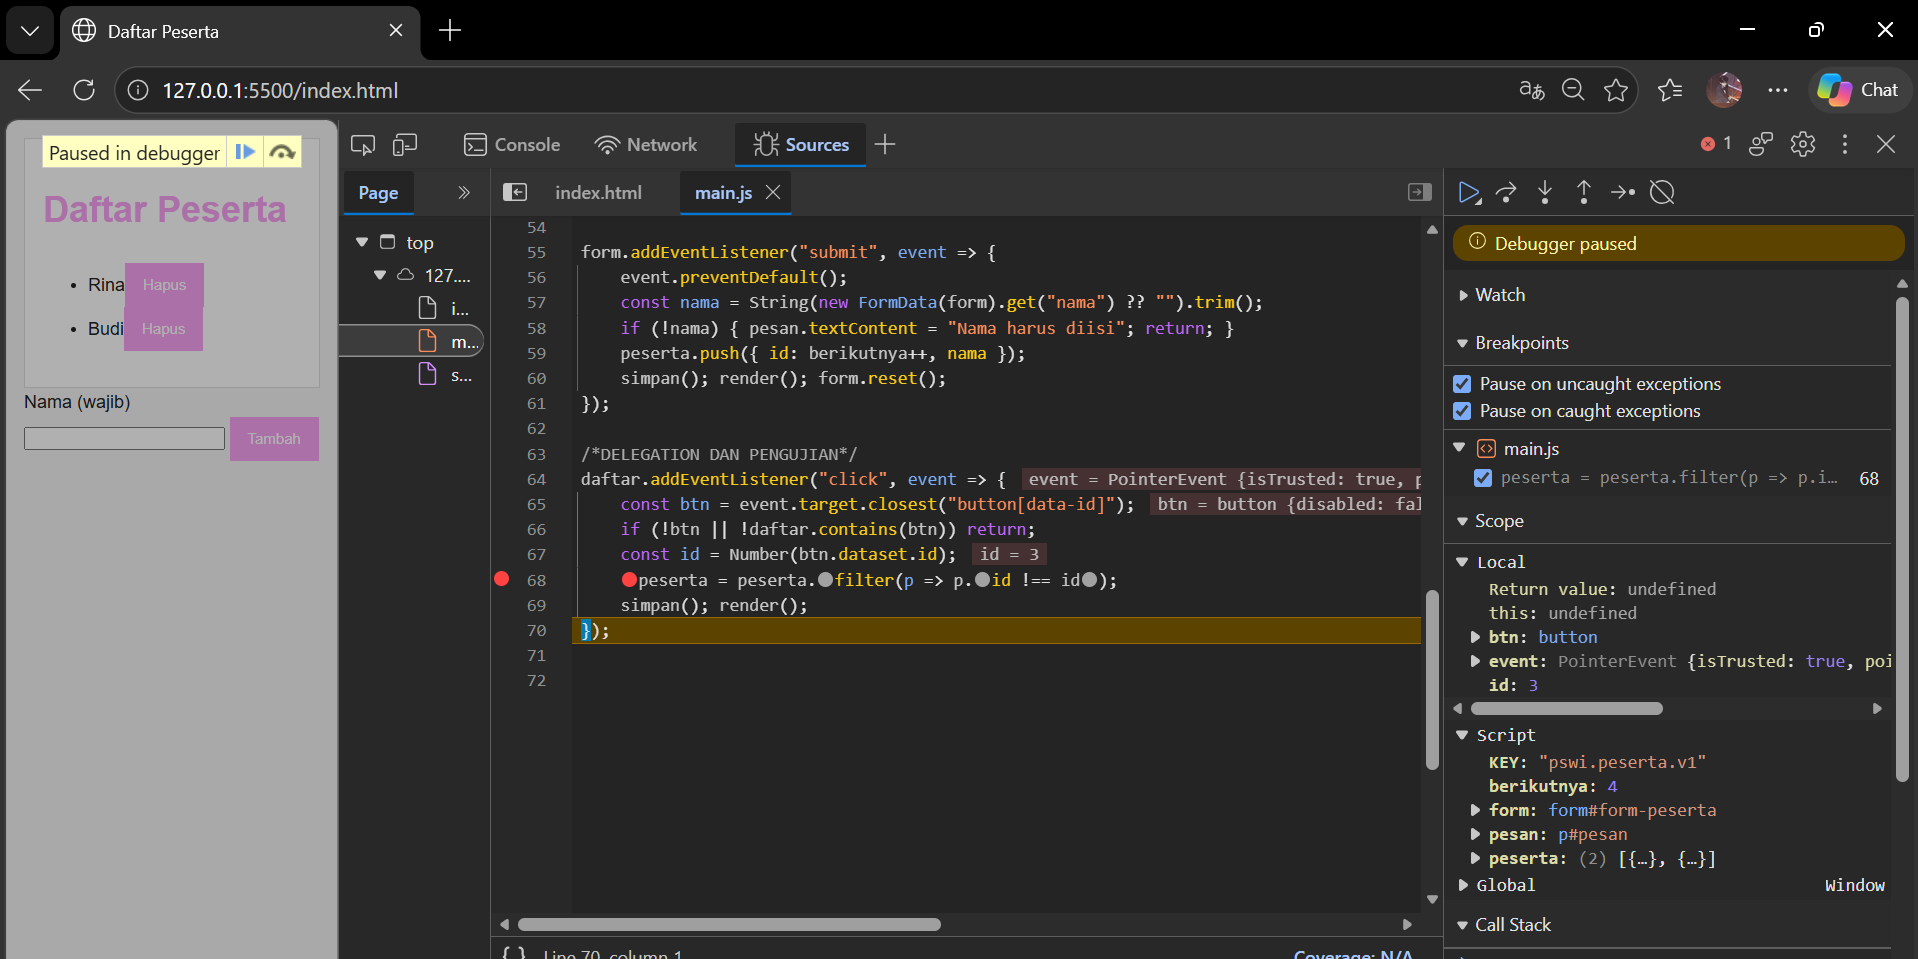 Daftar Peserta
127.0.0.1:5500/index.html
Chat
Paused in debugger
Daftar Peserta
Rina Hapus
Budi Hapus
Nama (wajib)
Tambah
Console
Network
Sources
1
Page
index.html
main.js
top
127....
i...
m...
s...
54
55 form.addEventListener("submit", event => {
56 event.preventDefault();
57 const nama = String(new FormData(form).get("nama") ?? "").trim();
58 if (!nama) { pesan.textContent = "Nama harus diisi"; return; }
59 peserta.push({ id: berikutnya++, nama });
60 simpan(); render(); form.reset();
61 });
62
63 /*DELEGATION DAN PENGUJIAN*/
64 daftar.addEventListener("click", event => { event = PointerEvent {isTrusted: true, p
65 const btn = event.target.closest("button[data-id]"); btn = button {disabled: fal
66 if (!btn || !daftar.contains(btn)) return;
67 const id = Number(btn.dataset.id); id = 3
68 peserta = peserta.filter(p => p.id !== id);
69 simpan(); render();
70 });
71
72
{ } Line 70, column 1
Coverage: N/A
Debugger paused
Watch
Breakpoints
Pause on uncaught exceptions
Pause on caught exceptions
main.js
peserta = peserta.filter(p => p.i... 68
Scope
Local
Return value: undefined
this: undefined
btn: button
event: PointerEvent {isTrusted: true, poi
id: 3
Script
KEY: "pswi.peserta.v1"
berikutnya: 4
form: form#form-peserta
pesan: p#pesan
peserta: (2) [{…}, {…}]
Global Window
Call Stack